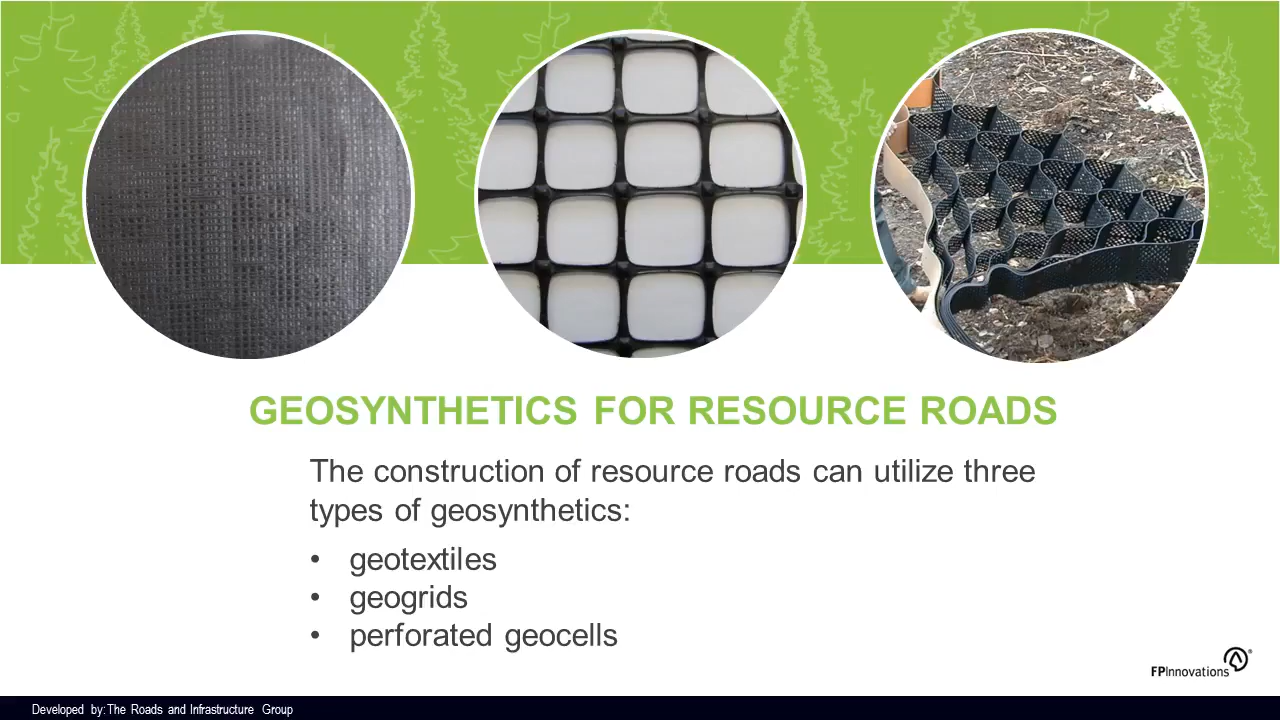 GEOSYNTHETICS FOR RESOURCE ROADS
The construction of resource roads can utilize three
types of geosynthetics:
• geotextiles
• geogrids
• perforated geocells
FPInnovations®
Developed by: The Roads and Infrastructure Group